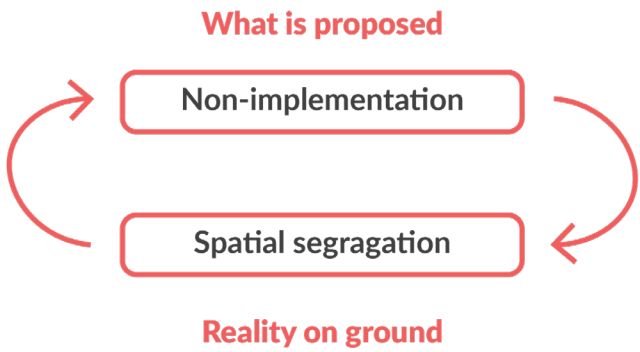 What is proposed
Non-implementation
Spatial segragation
Reality on ground